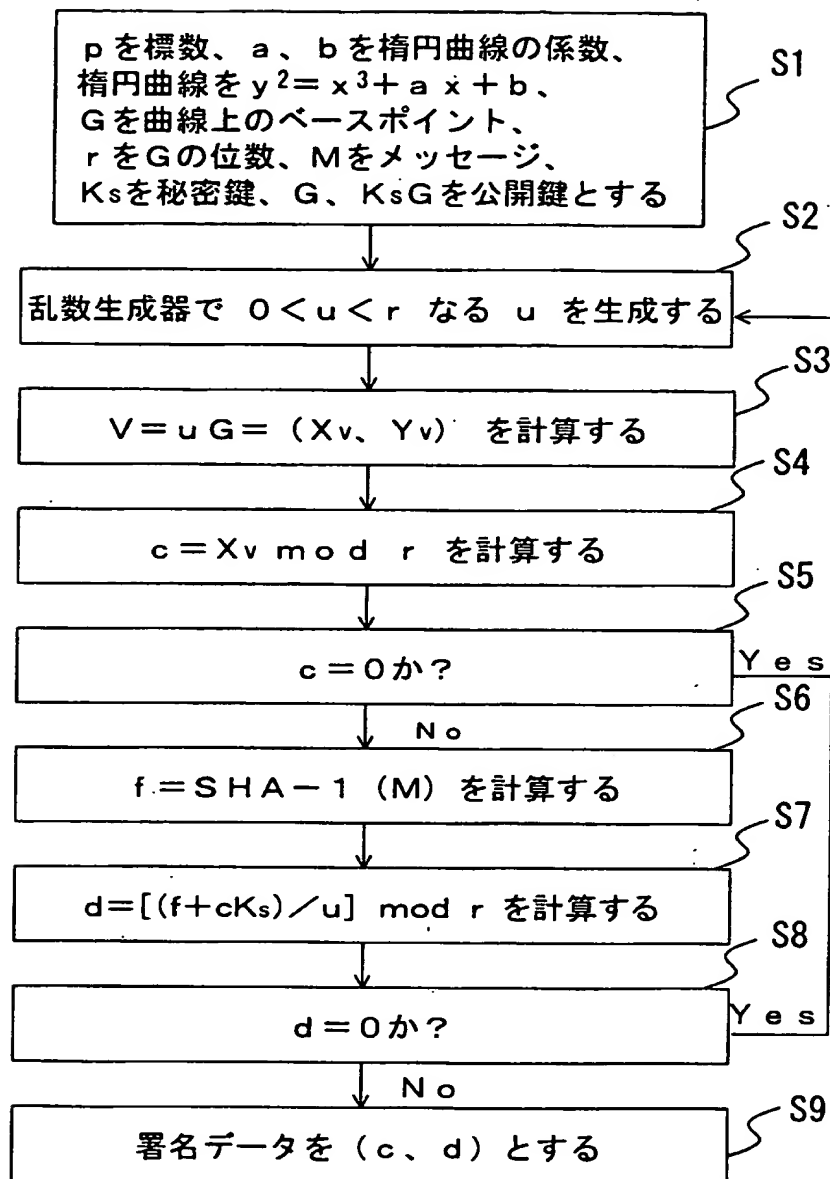 pを標数、a、bを楕円曲線の係数、
楕円曲線をy²=x³+ax+b、
Gを曲線上のベースポイント、
rをGの位数、Mをメッセージ、
Ksを秘密鍵、G、KsGを公開鍵とする
S1
S2
乱数生成器で 0<u<r なる u を生成する
S3
V=uG=(Xv、Yv) を計算する
S4
c=Xv mod r を計算する
S5
c=0か?
Yes
No
S6
f=SHA-1(M)を計算する
S7
d=[(f+cKs)/u] mod r を計算する
S8
d=0か?
Yes
No
S9
署名データを(c、d)とする